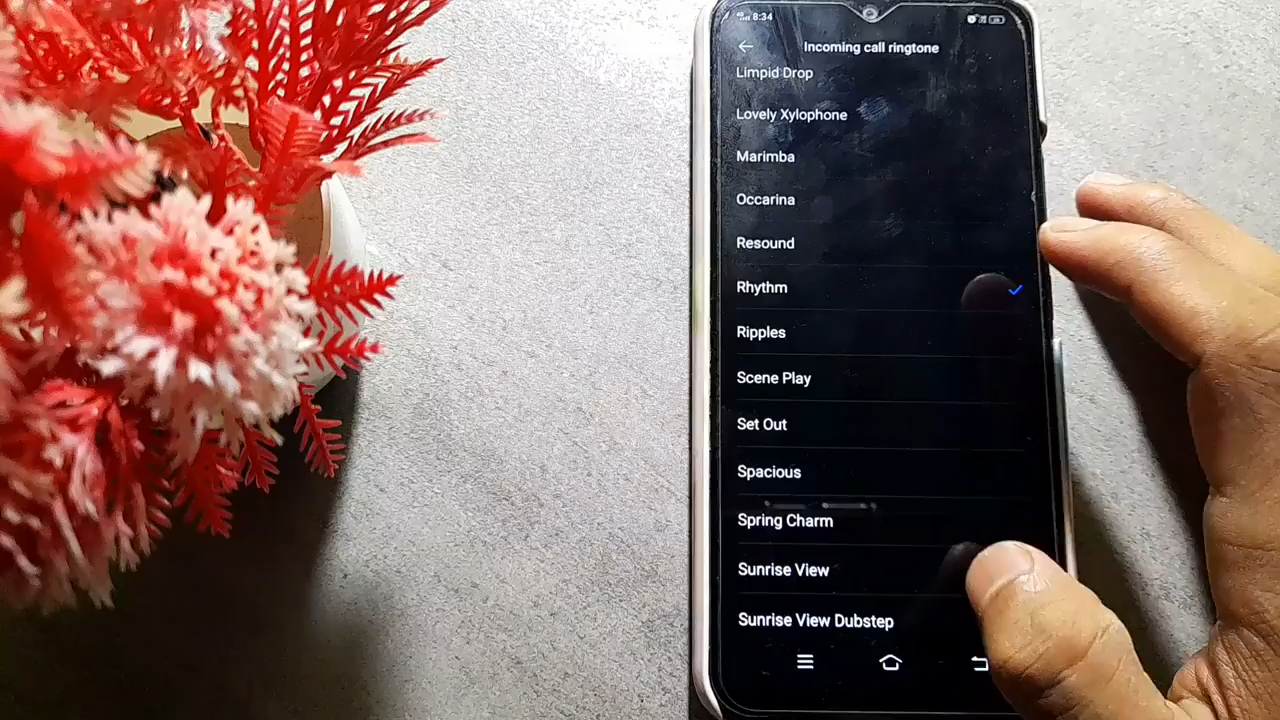 8:34
Incoming call ringtone
Limpid Drop
Lovely Xylophone
Marimba
Occarina
Resound
Rhythm
Ripples
Scene Play
Set Out
Spacious
Spring Charm
Sunrise View
Sunrise View Dubstep